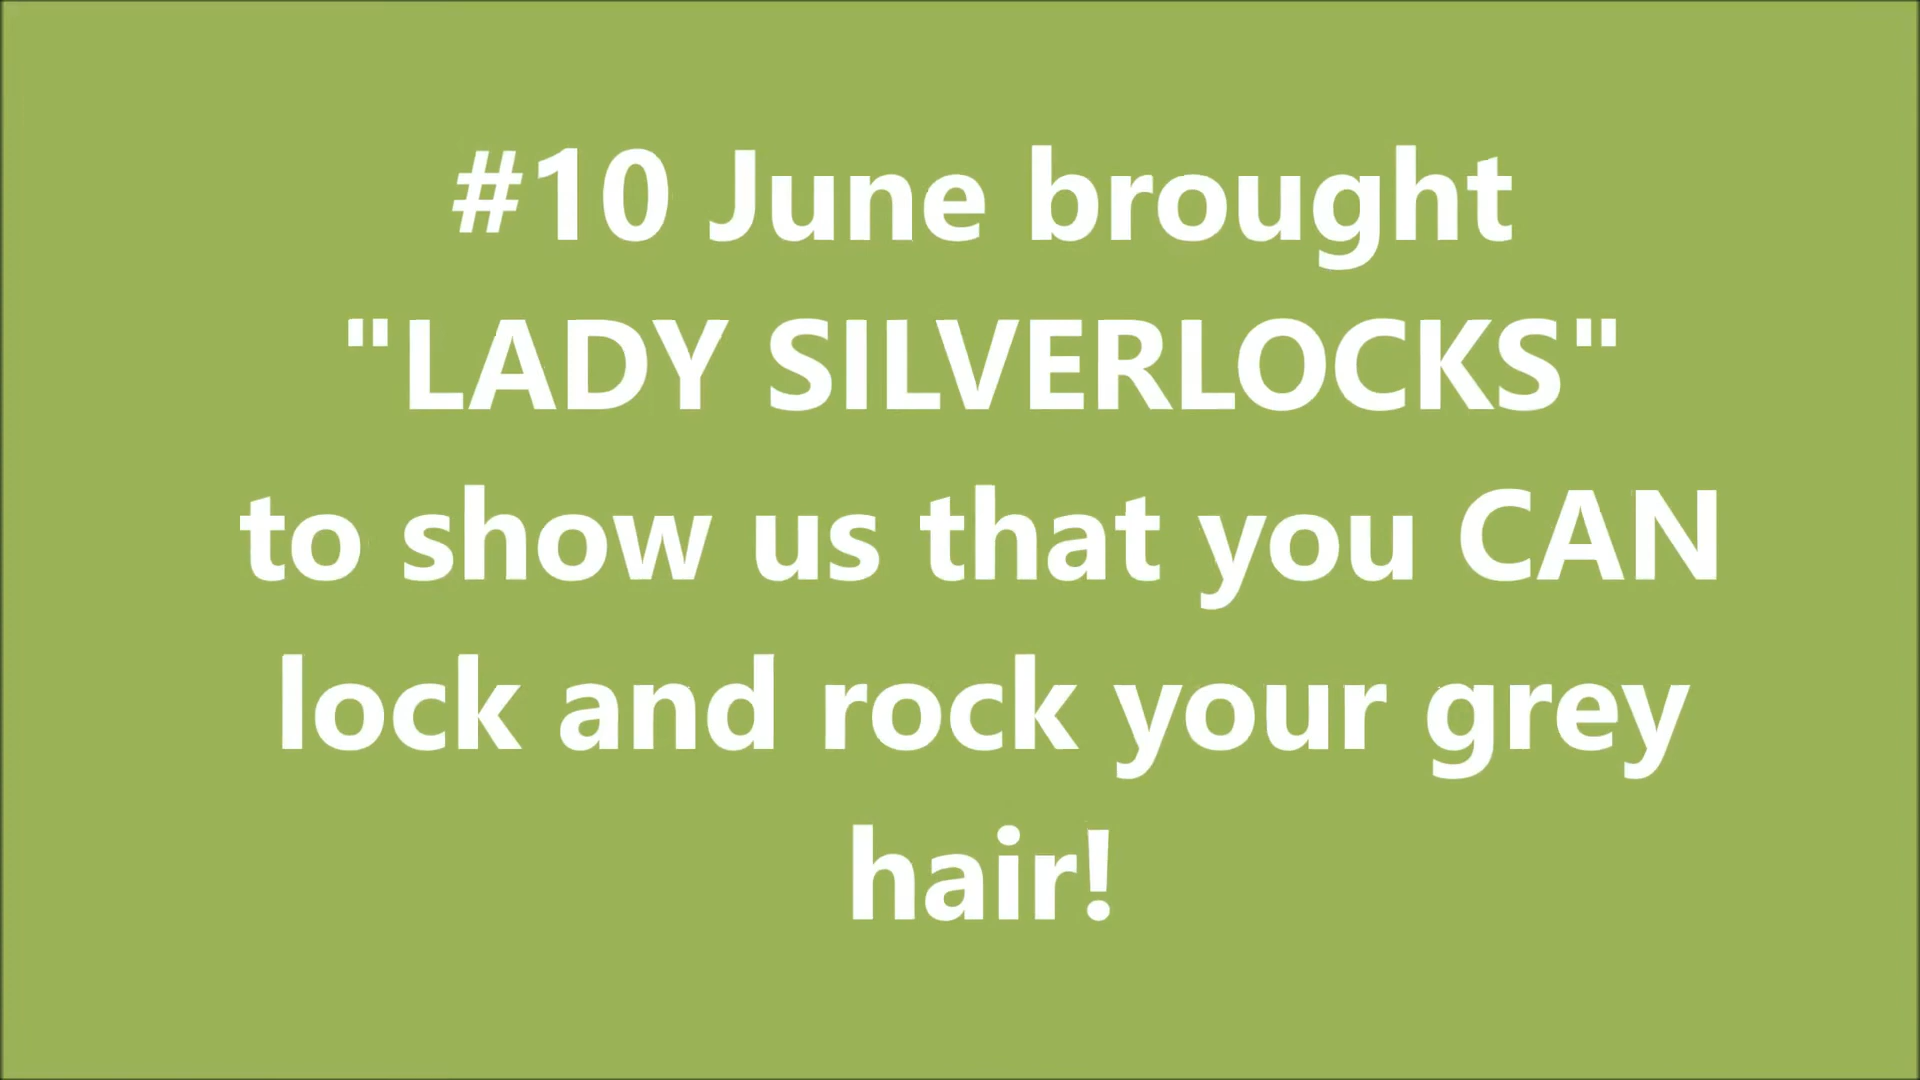 #10 June brought
"LADY SILVERLOCKS"
to show us that you CAN
lock and rock your grey
hair!